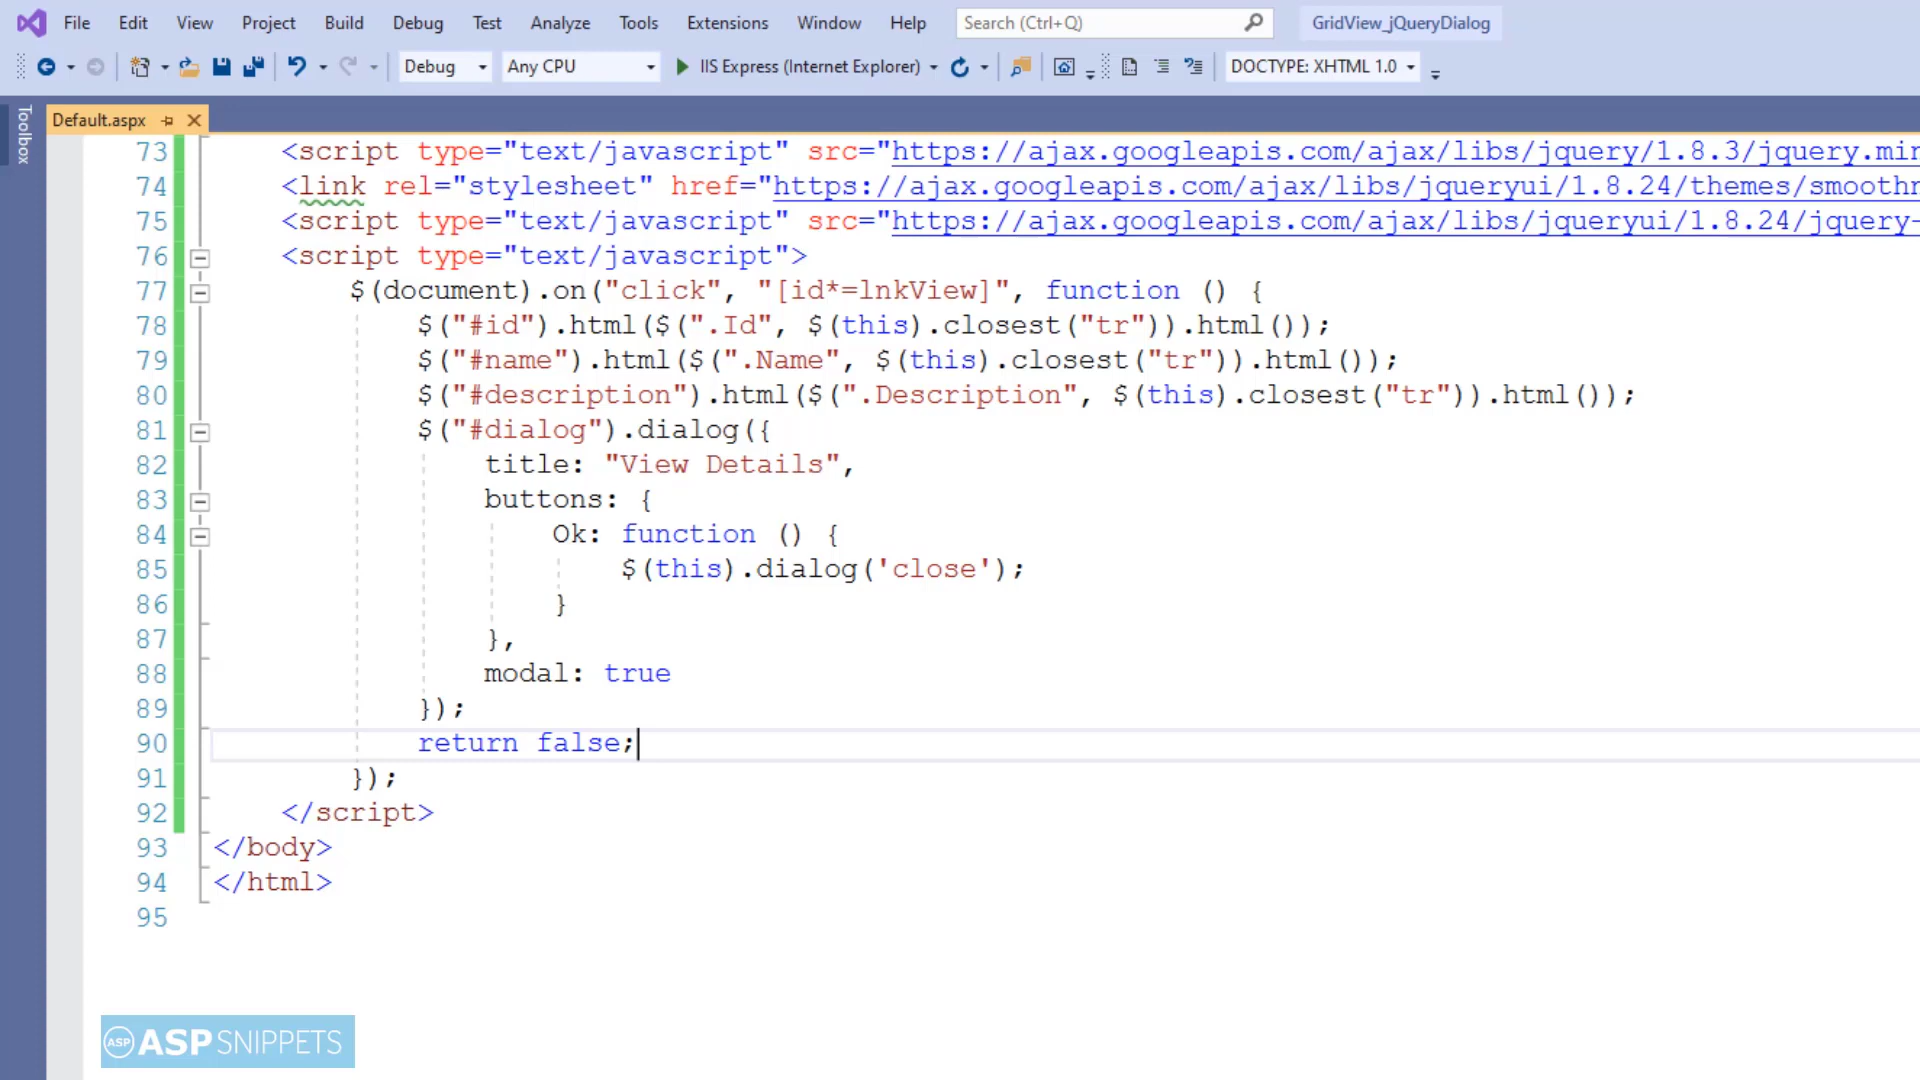 File Edit View Project Build Debug Test Analyze Tools Extensions Window Help Search (Ctrl+Q) GridView_jQueryDialog
Debug Any CPU IIS Express (Internet Explorer) DOCTYPE: XHTML 1.0
Toolbox
Default.aspx
73 <script type="text/javascript" src="https://ajax.googleapis.com/ajax/libs/jquery/1.8.3/jquery.min
74 <link rel="stylesheet" href="https://ajax.googleapis.com/ajax/libs/jqueryui/1.8.24/themes/smoothn
75 <script type="text/javascript" src="https://ajax.googleapis.com/ajax/libs/jqueryui/1.8.24/jquery-
76 <script type="text/javascript">
77 $(document).on("click", "[id*=lnkView]", function () {
78 $("#id").html($(".Id", $(this).closest("tr")).html());
79 $("#name").html($(".Name", $(this).closest("tr")).html());
80 $("#description").html($(".Description", $(this).closest("tr")).html());
81 $("#dialog").dialog({
82 title: "View Details",
83 buttons: {
84 Ok: function () {
85 $(this).dialog('close');
86 }
87 },
88 modal: true
89 });
90 return false;
91 });
92 </script>
93 </body>
94 </html>
95
ASP ASPSNIPPETS